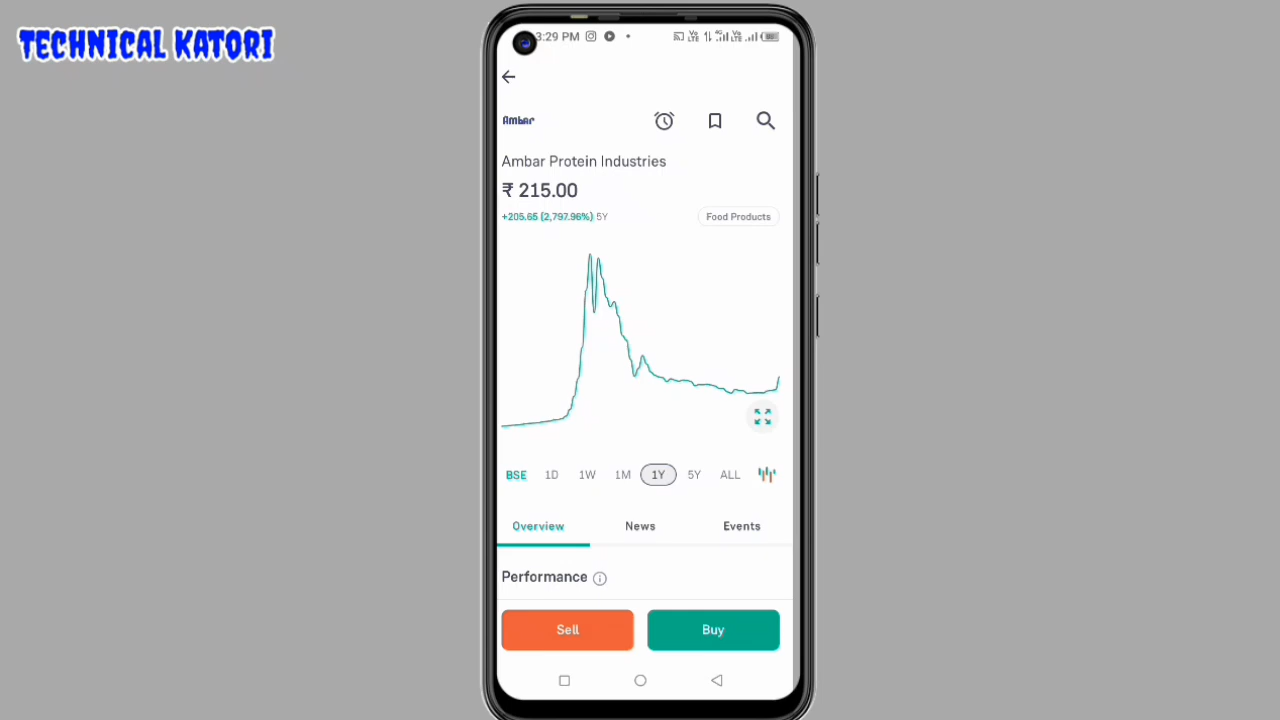 TECHNICAL KATORI
3:29 PM
Ambar
Ambar Protein Industries
₹ 215.00
+205.65 (2,797.96%) 5Y
Food Products
BSE 1D 1W 1M 1Y 5Y ALL
Overview News Events
Performance
Sell Buy